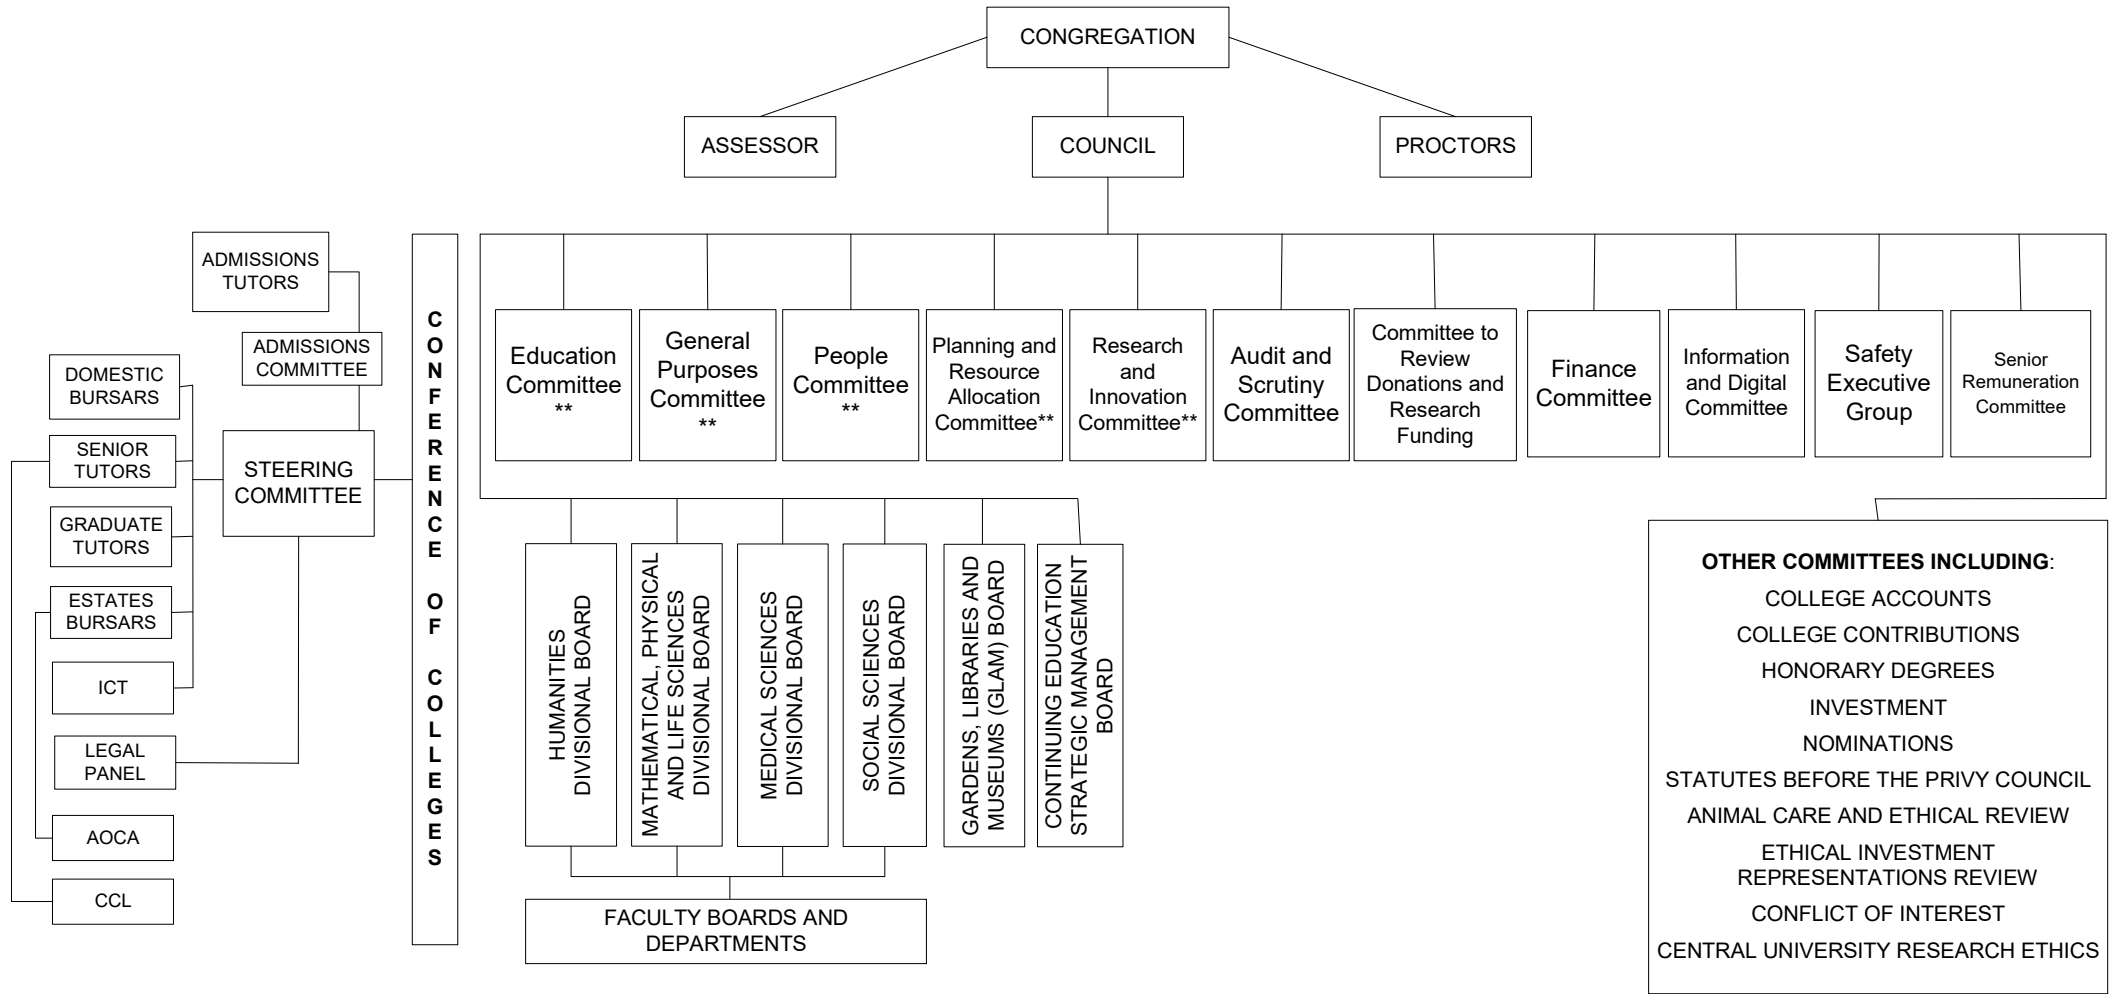 CONGREGATION
ASSESSOR
COUNCIL
PROCTORS
ADMISSIONS
TUTORS
ADMISSIONS
COMMITTEE
DOMESTIC
BURSARS
SENIOR
TUTORS
GRADUATE
TUTORS
ESTATES
BURSARS
ICT
LEGAL
PANEL
AOCA
CCL
STEERING
COMMITTEE
CONFERENCE OF COLLEGES
Education
Committee
**
General
Purposes
Committee
**
People
Committee
**
Planning and
Resource
Allocation
Committee**
Research
and
Innovation
Committee**
Audit and
Scrutiny
Committee
Committee to
Review
Donations and
Research
Funding
Finance
Committee
Information
and Digital
Committee
Safety
Executive
Group
Senior
Remuneration
Committee
HUMANITIES
DIVISIONAL BOARD
MATHEMATICAL, PHYSICAL
AND LIFE SCIENCES
DIVISIONAL BOARD
MEDICAL SCIENCES
DIVISIONAL BOARD
SOCIAL SCIENCES
DIVISIONAL BOARD
GARDENS, LIBRARIES AND
MUSEUMS (GLAM) BOARD
CONTINUING EDUCATION
STRATEGIC MANAGEMENT
BOARD
FACULTY BOARDS AND
DEPARTMENTS
OTHER COMMITTEES INCLUDING:
COLLEGE ACCOUNTS
COLLEGE CONTRIBUTIONS
HONORARY DEGREES
INVESTMENT
NOMINATIONS
STATUTES BEFORE THE PRIVY COUNCIL
ANIMAL CARE AND ETHICAL REVIEW
ETHICAL INVESTMENT
REPRESENTATIONS REVIEW
CONFLICT OF INTEREST
CENTRAL UNIVERSITY RESEARCH ETHICS